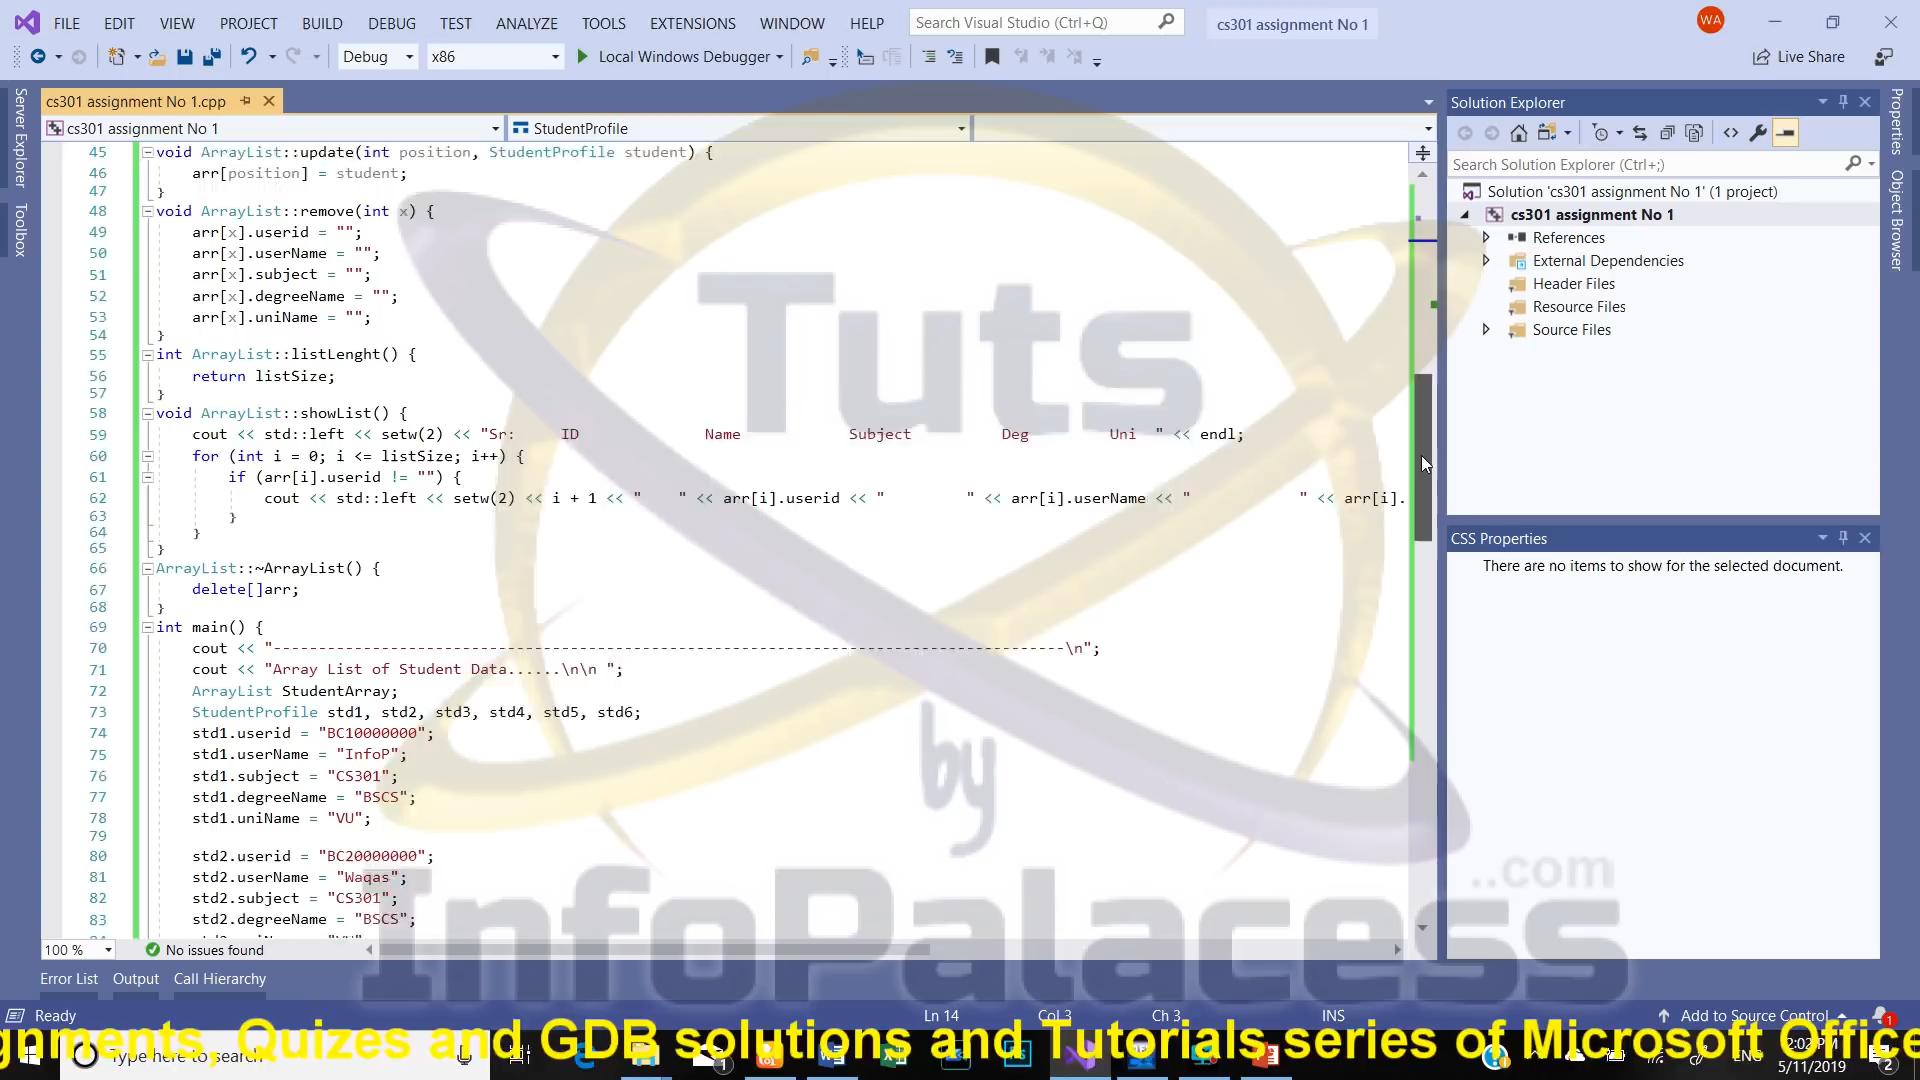 FILE EDIT VIEW PROJECT BUILD DEBUG TEST ANALYZE TOOLS EXTENSIONS WINDOW HELP Search Visual Studio (Ctrl+Q) cs301 assignment No 1 WA
Debug x86 Local Windows Debugger Live Share
Server Explorer
Toolbox
cs301 assignment No 1.cpp
cs301 assignment No 1 StudentProfile
45 void ArrayList::update(int position, StudentProfile student) {
46 arr[position] = student;
47 }
48 void ArrayList::remove(int x) {
49 arr[x].userid = "";
50 arr[x].userName = "";
51 arr[x].subject = "";
52 arr[x].degreeName = "";
53 arr[x].uniName = "";
54 }
55 int ArrayList::listLenght() {
56 return listSize;
57 }
58 void ArrayList::showList() {
59 cout << std::left << setw(2) << "Sr: ID Name Subject Deg Uni " << endl;
60 for (int i = 0; i <= listSize; i++) {
61 if (arr[i].userid != "") {
62 cout << std::left << setw(2) << i + 1 << " " << arr[i].userid << " " << arr[i].userName << " " << arr[i].
63 }
64 }
65 }
66 ArrayList::~ArrayList() {
67 delete[]arr;
68 }
69 int main() {
70 cout << "----------------------------------------------------------------------------------------\n";
71 cout << "Array List of Student Data......\n\n ";
72 ArrayList StudentArray;
73 StudentProfile std1, std2, std3, std4, std5, std6;
74 std1.userid = "BC10000000";
75 std1.userName = "InfoP";
76 std1.subject = "CS301";
77 std1.degreeName = "BSCS";
78 std1.uniName = "VU";
79
80 std2.userid = "BC20000000";
81 std2.userName = "Waqas";
82 std2.subject = "CS301";
83 std2.degreeName = "BSCS";
100 % No issues found
Error List Output Call Hierarchy
Ready Ln 14 Col 3 Ch 3 INS Add to Source Control 1
Solution Explorer
Search Solution Explorer (Ctrl+;)
Solution 'cs301 assignment No 1' (1 project)
cs301 assignment No 1
References
External Dependencies
Header Files
Resource Files
Source Files
CSS Properties
There are no items to show for the selected document.
Properties
Object Browser
Tuts
by
InfoPalacess
..com
gnments, Quizes and GDB solutions and Tutorials series of Microsoft Office
Type here to search
ENG
2:02 PM
5/11/2019
2